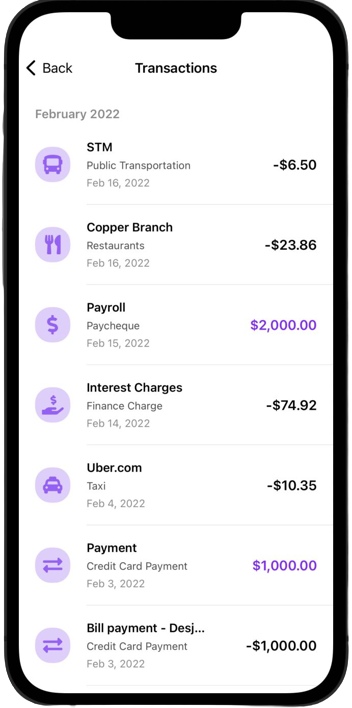 Back
Transactions
February 2022
STM
Public Transportation
-$6.50
Feb 16, 2022
Copper Branch
Restaurants
-$23.86
Feb 16, 2022
Payroll
Paycheque
$2,000.00
Feb 15, 2022
Interest Charges
Finance Charge
-$74.92
Feb 14, 2022
Uber.com
Taxi
-$10.35
Feb 4, 2022
Payment
Credit Card Payment
$1,000.00
Feb 3, 2022
Bill payment - Desj...
Credit Card Payment
-$1,000.00
Feb 3, 2022